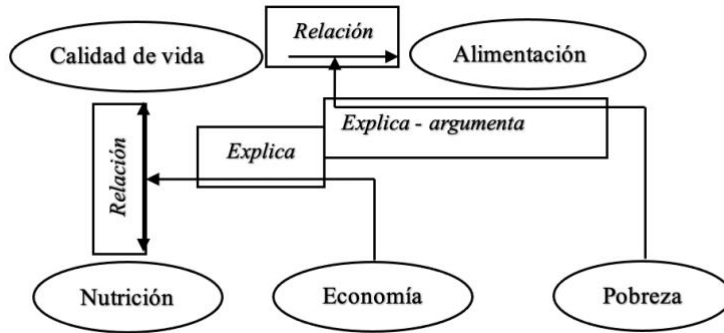 Relación
Calidad de vida
Alimentación
Explica - argumenta
Explica
Relación
Nutrición
Economía
Pobreza